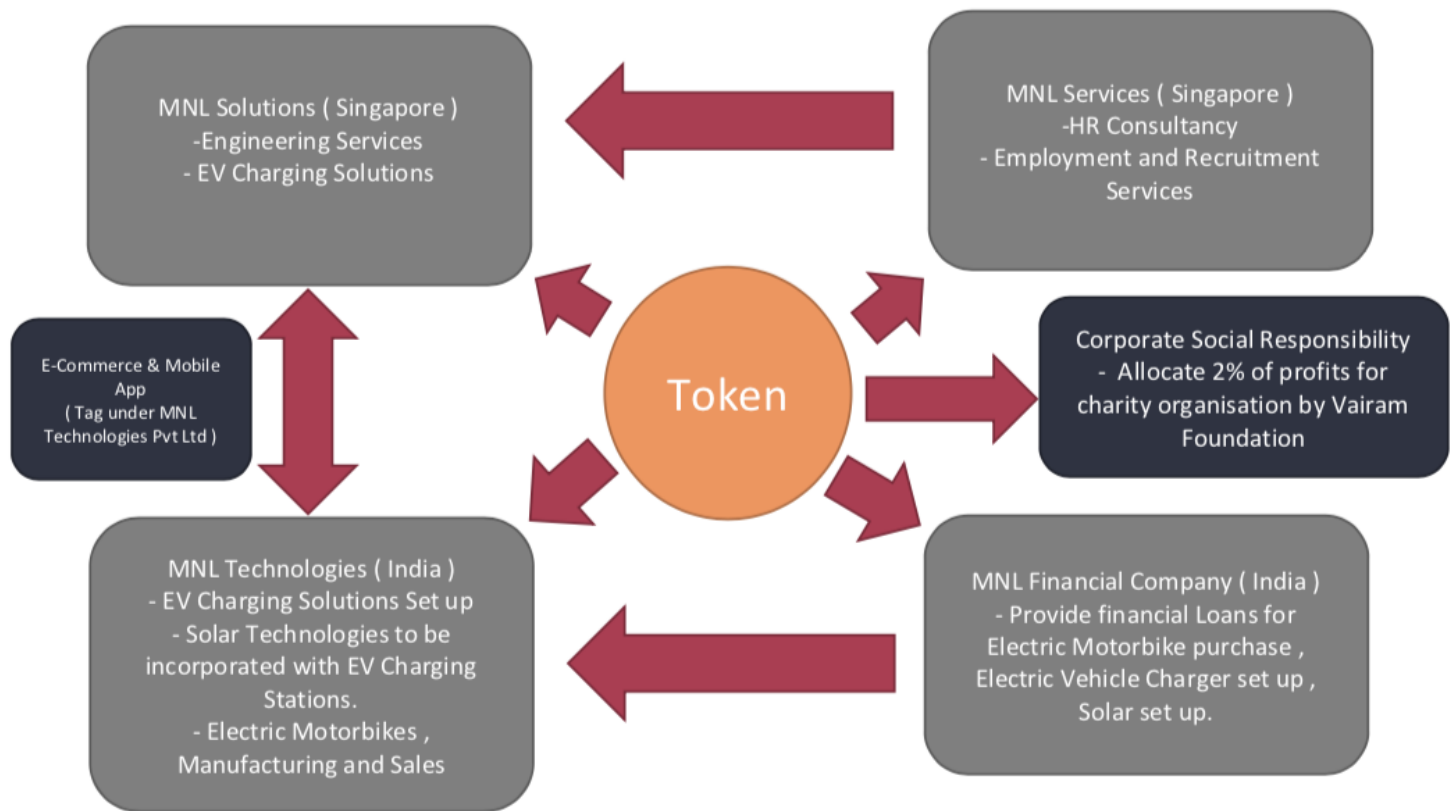 MNL Solutions ( Singapore )
-Engineering Services
- EV Charging Solutions
MNL Services ( Singapore )
-HR Consultancy
- Employment and Recruitment
Services
E-Commerce & Mobile
App
( Tag under MNL
Technologies Pvt Ltd )
Token
Corporate Social Responsibility
- Allocate 2% of profits for
charity organisation by Vairam
Foundation
MNL Technologies ( India )
- EV Charging Solutions Set up
- Solar Technologies to be
incorporated with EV Charging
Stations.
- Electric Motorbikes ,
Manufacturing and Sales
MNL Financial Company ( India )
- Provide financial Loans for
Electric Motorbike purchase ,
Electric Vehicle Charger set up ,
Solar set up.